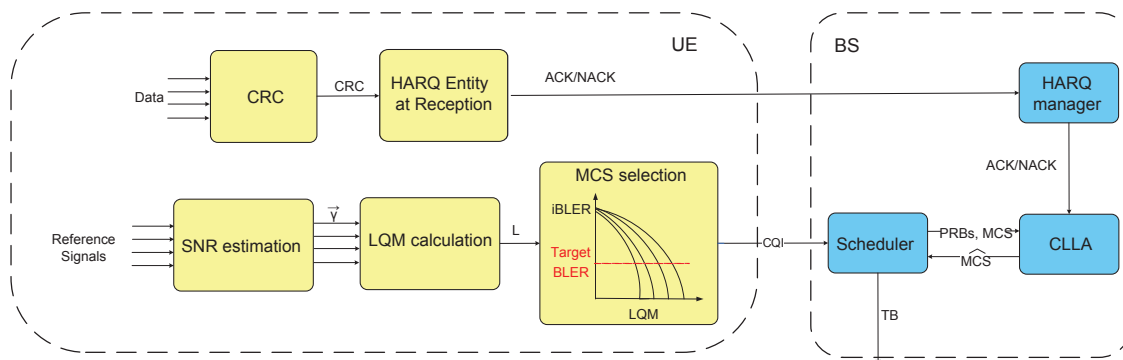 UE
BS
Data
CRC
CRC
HARQ Entity
at Reception
ACK/NACK
HARQ
manager
ACK/NACK
Reference
Signals
SNR estimation
γ⃗
LQM calculation
L
MCS selection
iBLER
Target
BLER
LQM
CQI
Scheduler
PRBs, MCS
M͡CS
CLLA
TB